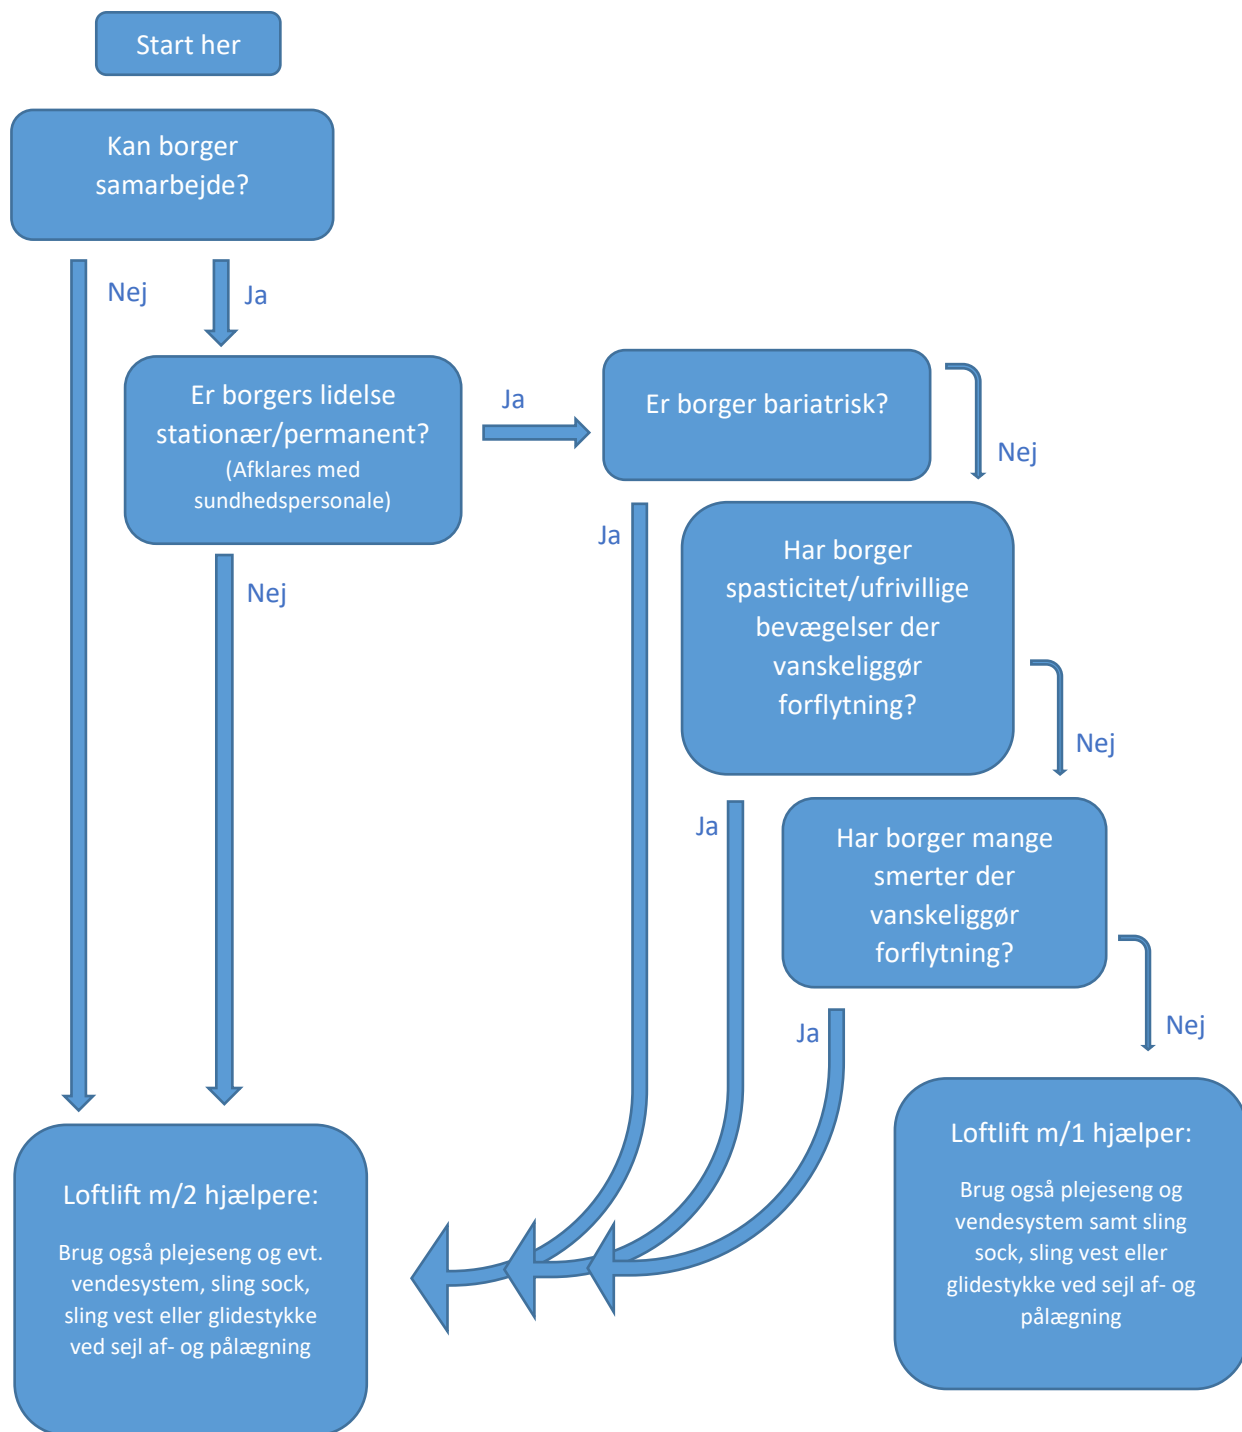 Start her
Kan borger
samarbejde?
Nej
Ja
Er borgers lidelse
stationær/permanent?
(Afklares med
sundhedspersonale)
Ja
Er borger bariatrisk?
Nej
Ja
Nej
Har borger
spasticitet/ufrivillige
bevægelser der
vanskeliggør
forflytning?
Nej
Ja
Har borger mange
smerter der
vanskeliggør
forflytning?
Nej
Ja
Loftlift m/2 hjælpere:
Brug også plejeseng og evt.
vendesystem, sling sock,
sling vest eller glidestykke
ved sejl af- og pålægning
Loftlift m/1 hjælper:
Brug også plejeseng og
vendesystem samt sling
sock, sling vest eller
glidestykke ved sejl af- og
pålægning